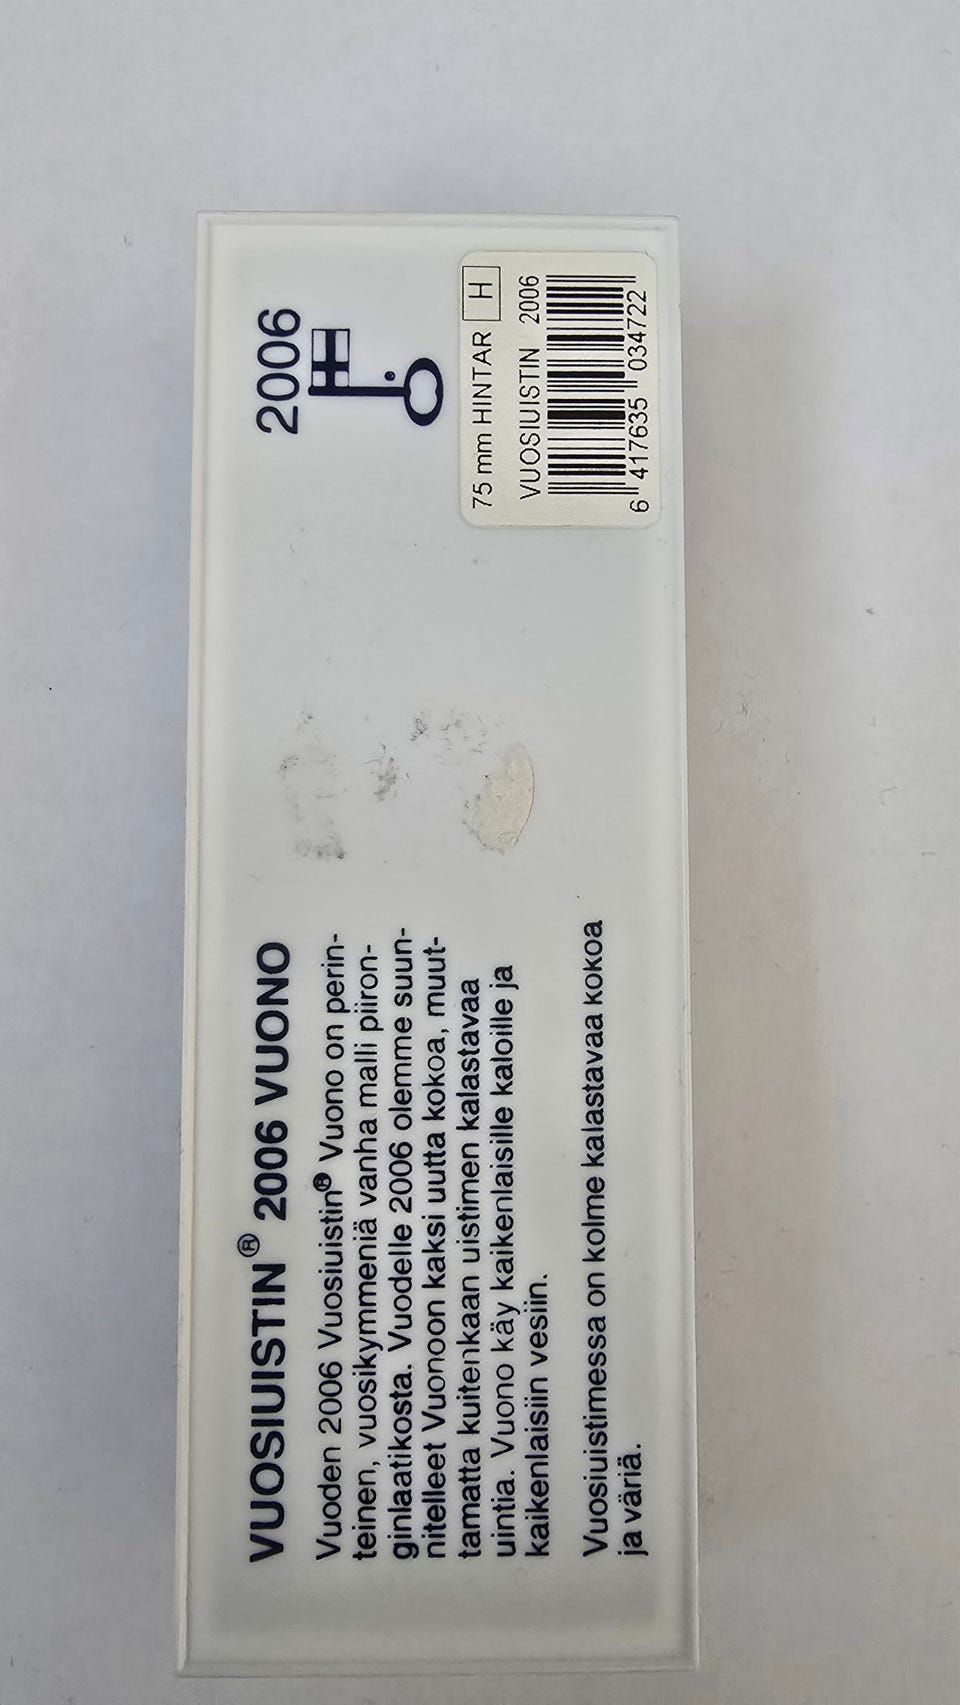 VUOSIUISTIN® 2006 VUONO
Vuoden 2006 Vuosiuistin® Vuono on perin-
teinen, vuosikymmeniä vanha malli piiron-
ginlaatikosta. Vuodelle 2006 olemme suun-
nitelleet Vuonoon kaksi uutta kokoa, muut-
tamatta kuitenkaan uistimen kalastavaa
uintia. Vuono käy kaikenlaisille kaloille ja
kaikenlaisiin vesiin.
Vuosiuistimessa on kolme kalastavaa kokoa
ja väriä.
2006
75 mm HINTAR H
VUOSIUISTIN 2006
6 417635 034722